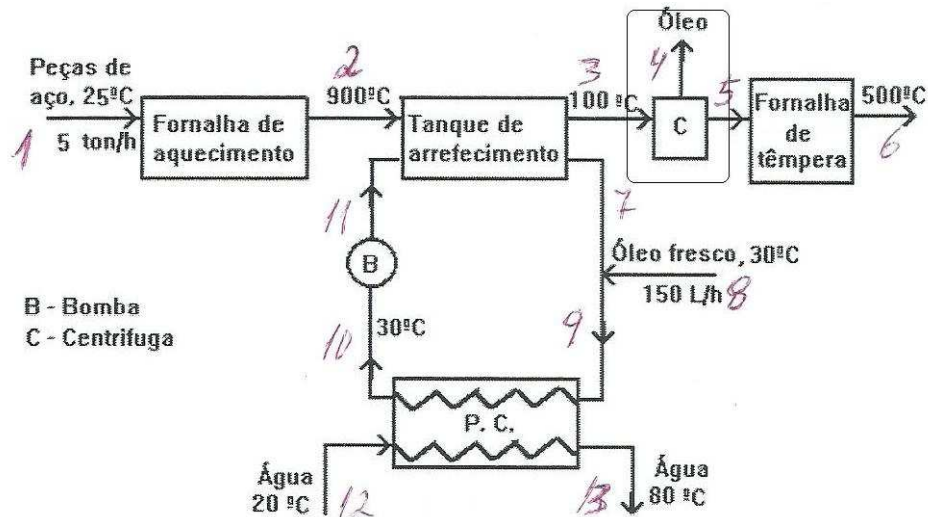 Óleo
4
Peças de
aço, 25ºC
1
5 ton/h
Fornalha de
aquecimento
2
900ºC
Tanque de
arrefecimento
3
100 ºC
C
5
Fornalha
de
têmpera
500ºC
6
11
7
B
Óleo fresco, 30ºC
150 L/h 8
B - Bomba
C - Centrifuga
10
30ºC
9
P. C.
Água
20 ºC
12
13
Água
80 ºC